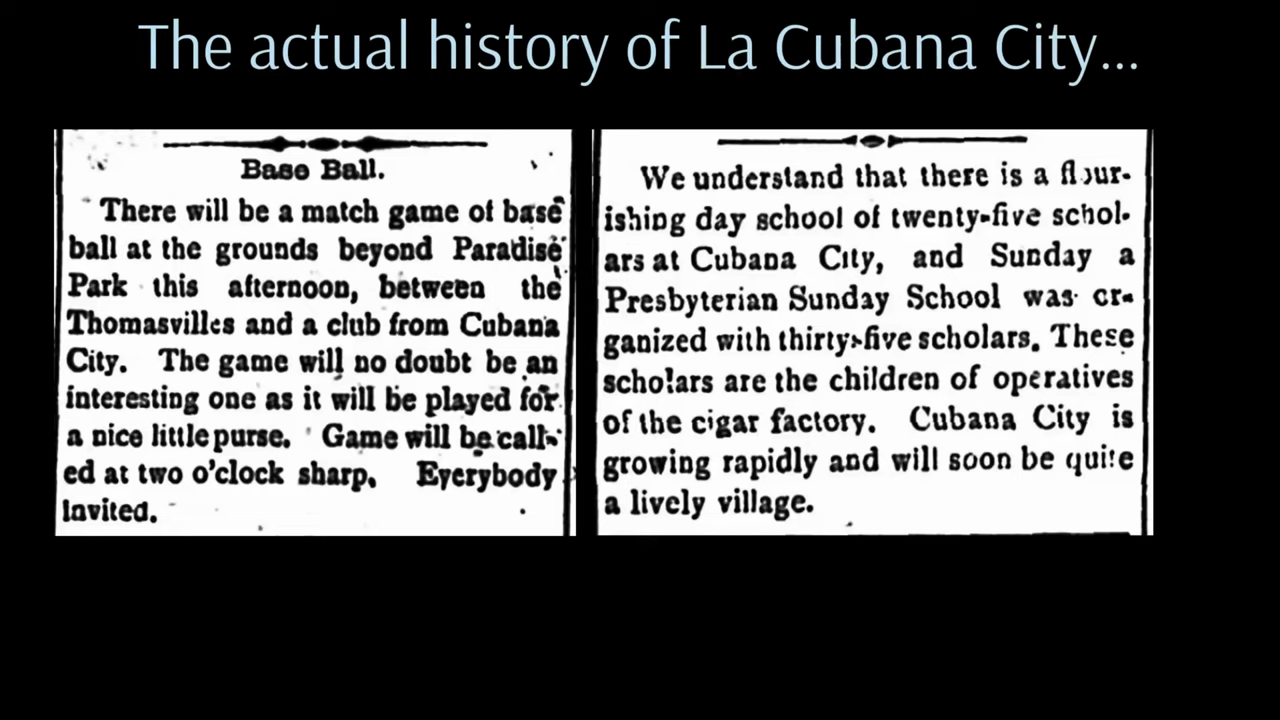 The actual history of La Cubana City...
Base Ball.
There will be a match game of base
ball at the grounds beyond Paradise
Park this afternoon, between the
Thomasvilles and a club from Cubana
City. The game will no doubt be an
interesting one as it will be played for
a nice little purse. Game will be call-
ed at two o'clock sharp. Everybody
invited.
We understand that there is a flour-
ishing day school of twenty-five schol-
ars at Cubana City, and Sunday a
Presbyterian Sunday School was or-
ganized with thirty-five scholars. These
scholars are the children of operatives
of the cigar factory. Cubana City is
growing rapidly and will soon be quite
a lively village.